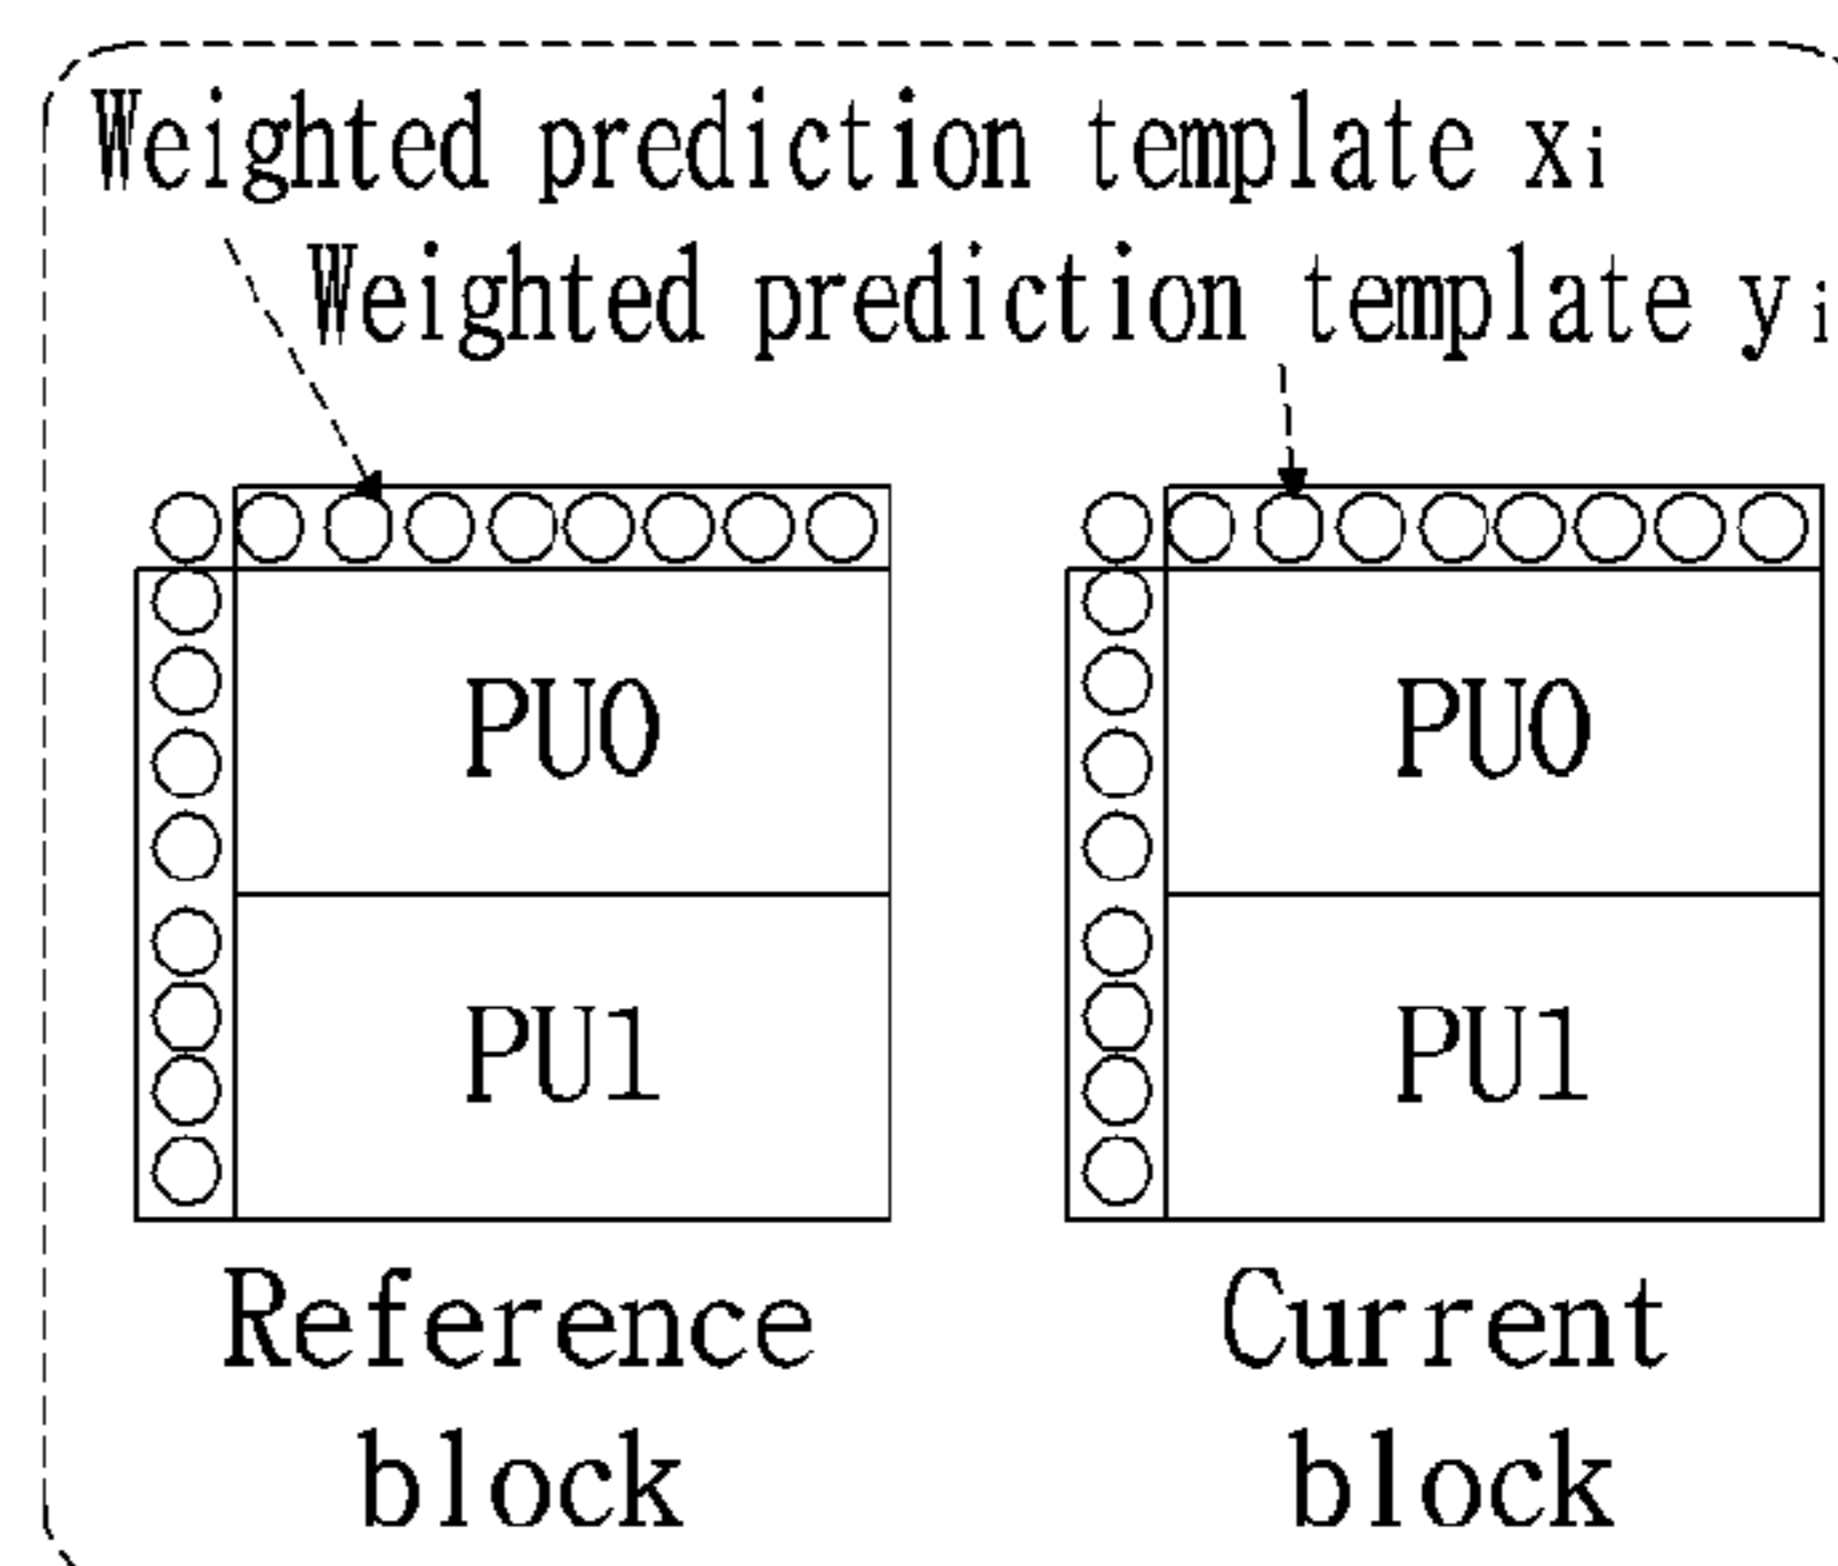 Weighted prediction template xi
Weighted prediction template yi
PU0 PU0
PU1 PU1
Reference block
Current block